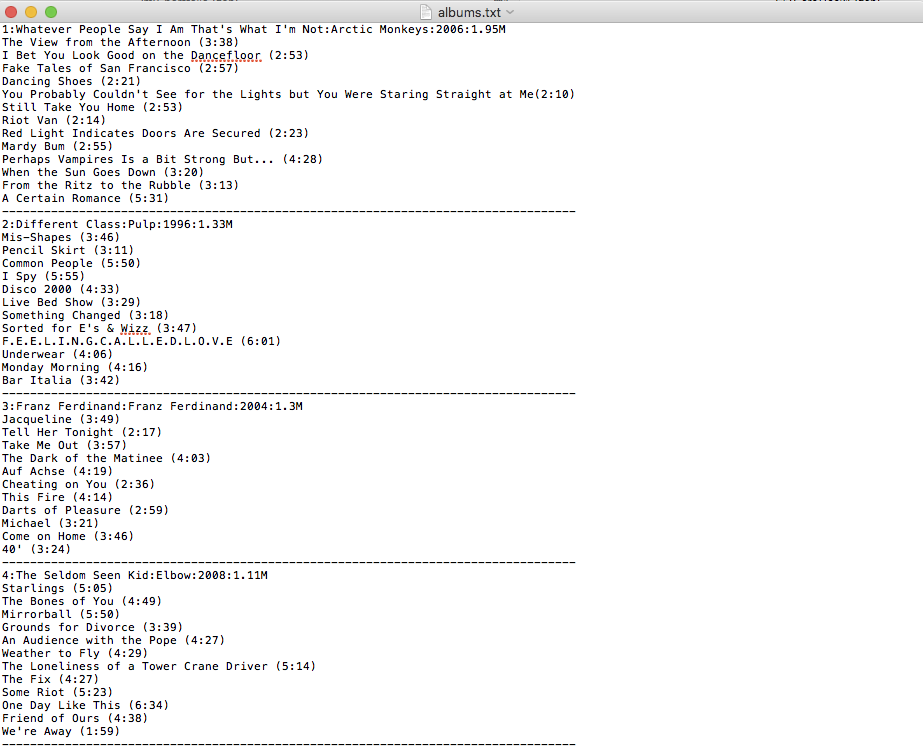 albums.txt
1:Whatever People Say I Am That's What I'm Not:Arctic Monkeys:2006:1.95M
The View from the Afternoon (3:38)
I Bet You Look Good on the Dancefloor (2:53)
Fake Tales of San Francisco (2:57)
Dancing Shoes (2:21)
You Probably Couldn't See for the Lights but You Were Staring Straight at Me(2:10)
Still Take You Home (2:53)
Riot Van (2:14)
Red Light Indicates Doors Are Secured (2:23)
Mardy Bum (2:55)
Perhaps Vampires Is a Bit Strong But... (4:28)
When the Sun Goes Down (3:20)
From the Ritz to the Rubble (3:13)
A Certain Romance (5:31)
----------------------------------------------------------------------------------
2:Different Class:Pulp:1996:1.33M
Mis-Shapes (3:46)
Pencil Skirt (3:11)
Common People (5:50)
I Spy (5:55)
Disco 2000 (4:33)
Live Bed Show (3:29)
Something Changed (3:18)
Sorted for E's & Wizz (3:47)
F.E.E.L.I.N.G.C.A.L.L.E.D.L.O.V.E (6:01)
Underwear (4:06)
Monday Morning (4:16)
Bar Italia (3:42)
----------------------------------------------------------------------------------
3:Franz Ferdinand:Franz Ferdinand:2004:1.3M
Jacqueline (3:49)
Tell Her Tonight (2:17)
Take Me Out (3:57)
The Dark of the Matinee (4:03)
Auf Achse (4:19)
Cheating on You (2:36)
This Fire (4:14)
Darts of Pleasure (2:59)
Michael (3:21)
Come on Home (3:46)
40' (3:24)
----------------------------------------------------------------------------------
4:The Seldom Seen Kid:Elbow:2008:1.11M
Starlings (5:05)
The Bones of You (4:49)
Mirrorball (5:50)
Grounds for Divorce (3:39)
An Audience with the Pope (4:27)
Weather to Fly (4:29)
The Loneliness of a Tower Crane Driver (5:14)
The Fix (4:27)
Some Riot (5:23)
One Day Like This (6:34)
Friend of Ours (4:38)
We're Away (1:59)
----------------------------------------------------------------------------------